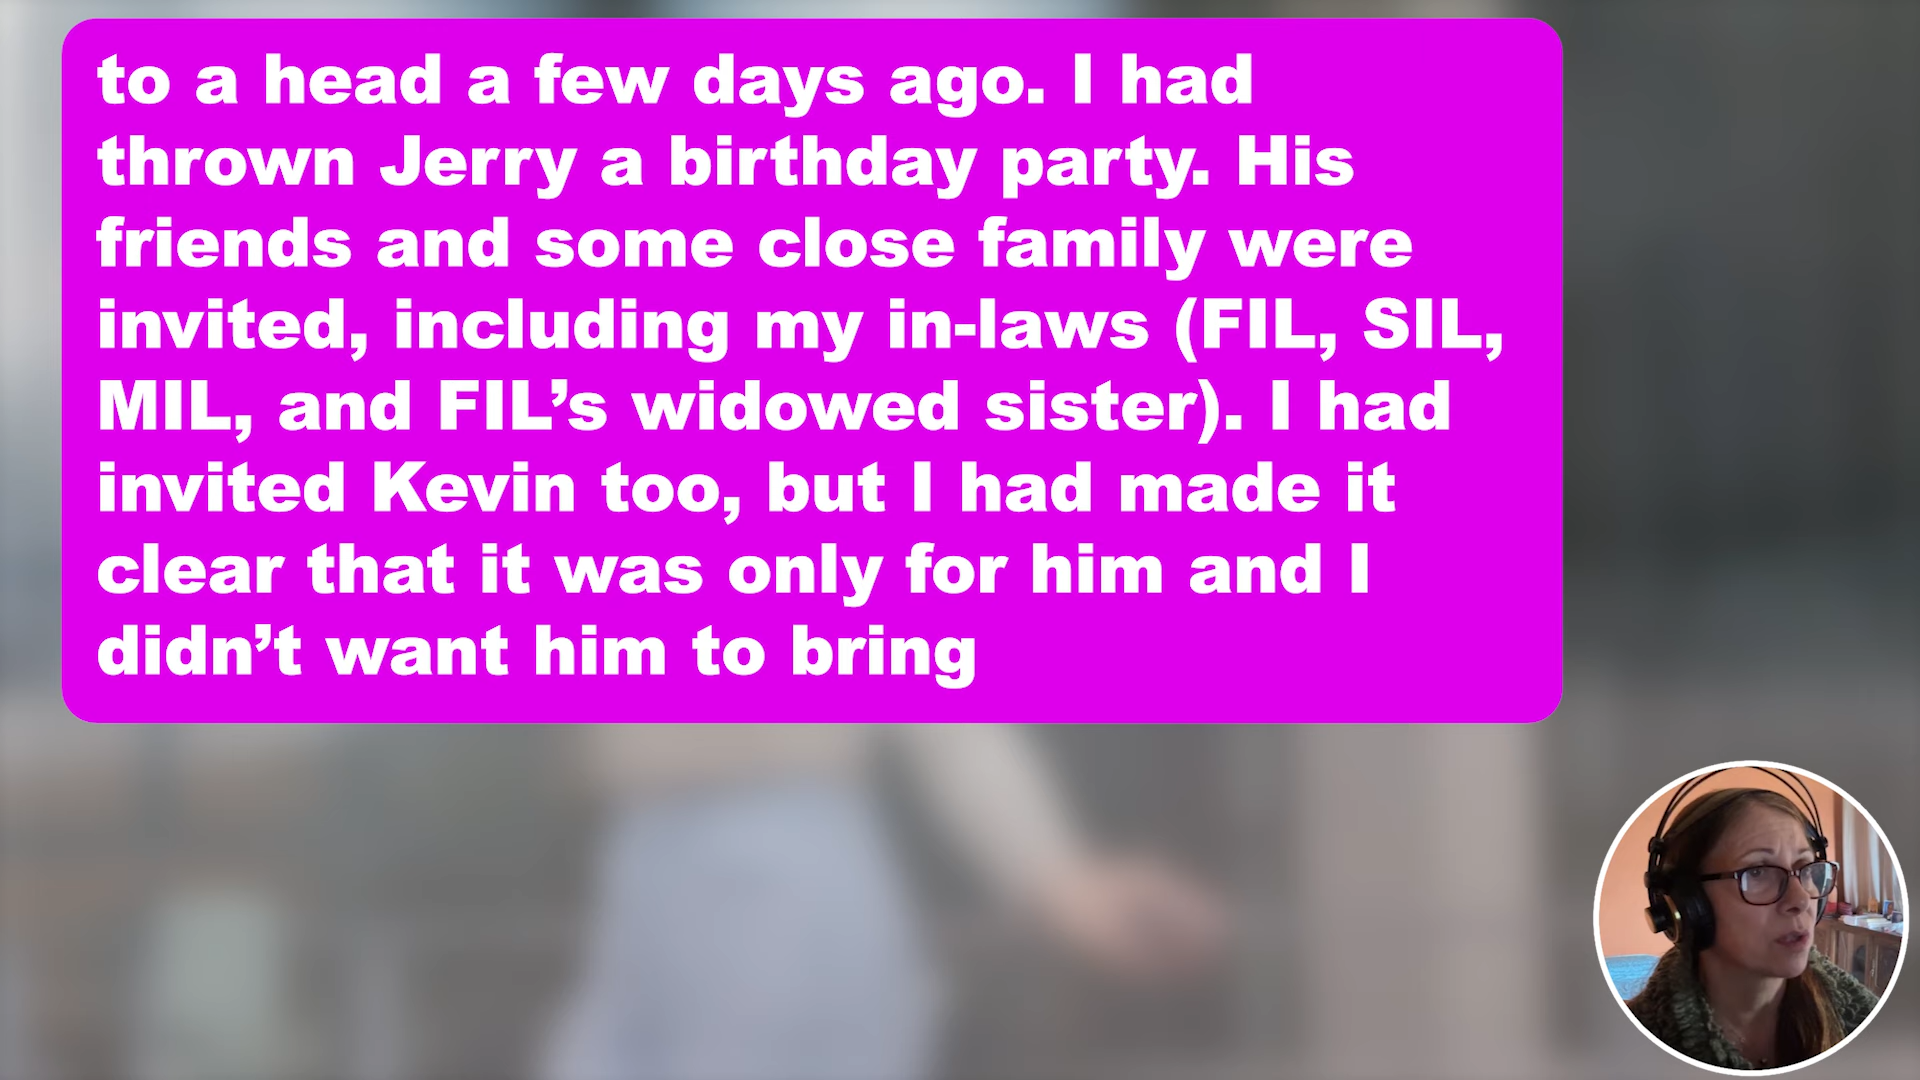 to a head a few days ago. I had
thrown Jerry a birthday party. His
friends and some close family were
invited, including my in-laws (FIL, SIL,
MIL, and FIL’s widowed sister). I had
invited Kevin too, but I had made it
clear that it was only for him and I
didn’t want him to bring